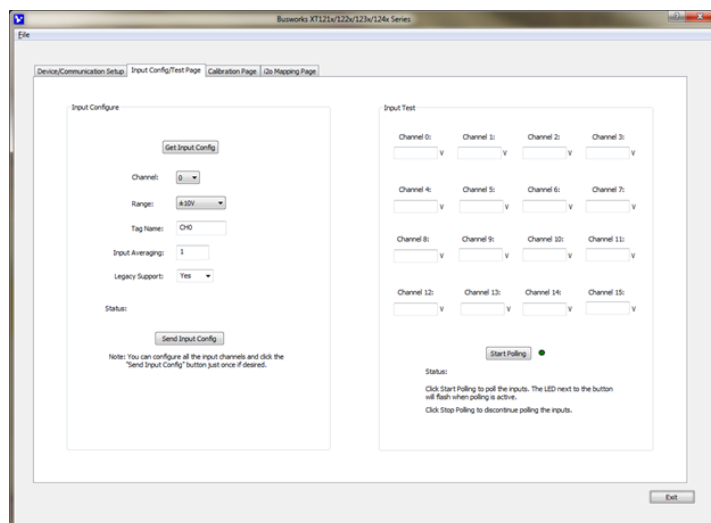 Busworks XT121x/122x/123x/124x Series
File
Device/Communication Setup
Input Config/Test Page
Calibration Page
i2o Mapping Page
Input Configure
Get Input Config
Channel: 0
Range: ±10V
Tag Name: CH0
Input Averaging: 1
Legacy Support: Yes
Status:
Send Input Config
Note: You can configure all the input channels and click the
"Send Input Config" button just once if desired.
Input Test
Channel 0: Channel 1: Channel 2: Channel 3:
V V V V
Channel 4: Channel 5: Channel 6: Channel 7:
V V V V
Channel 8: Channel 9: Channel 10: Channel 11:
V V V V
Channel 12: Channel 13: Channel 14: Channel 15:
V V V V
Start Polling
Status:
Click Start Polling to poll the inputs. The LED next to the button
will flash when polling is active.
Click Stop Polling to discontinue polling the inputs.
Exit